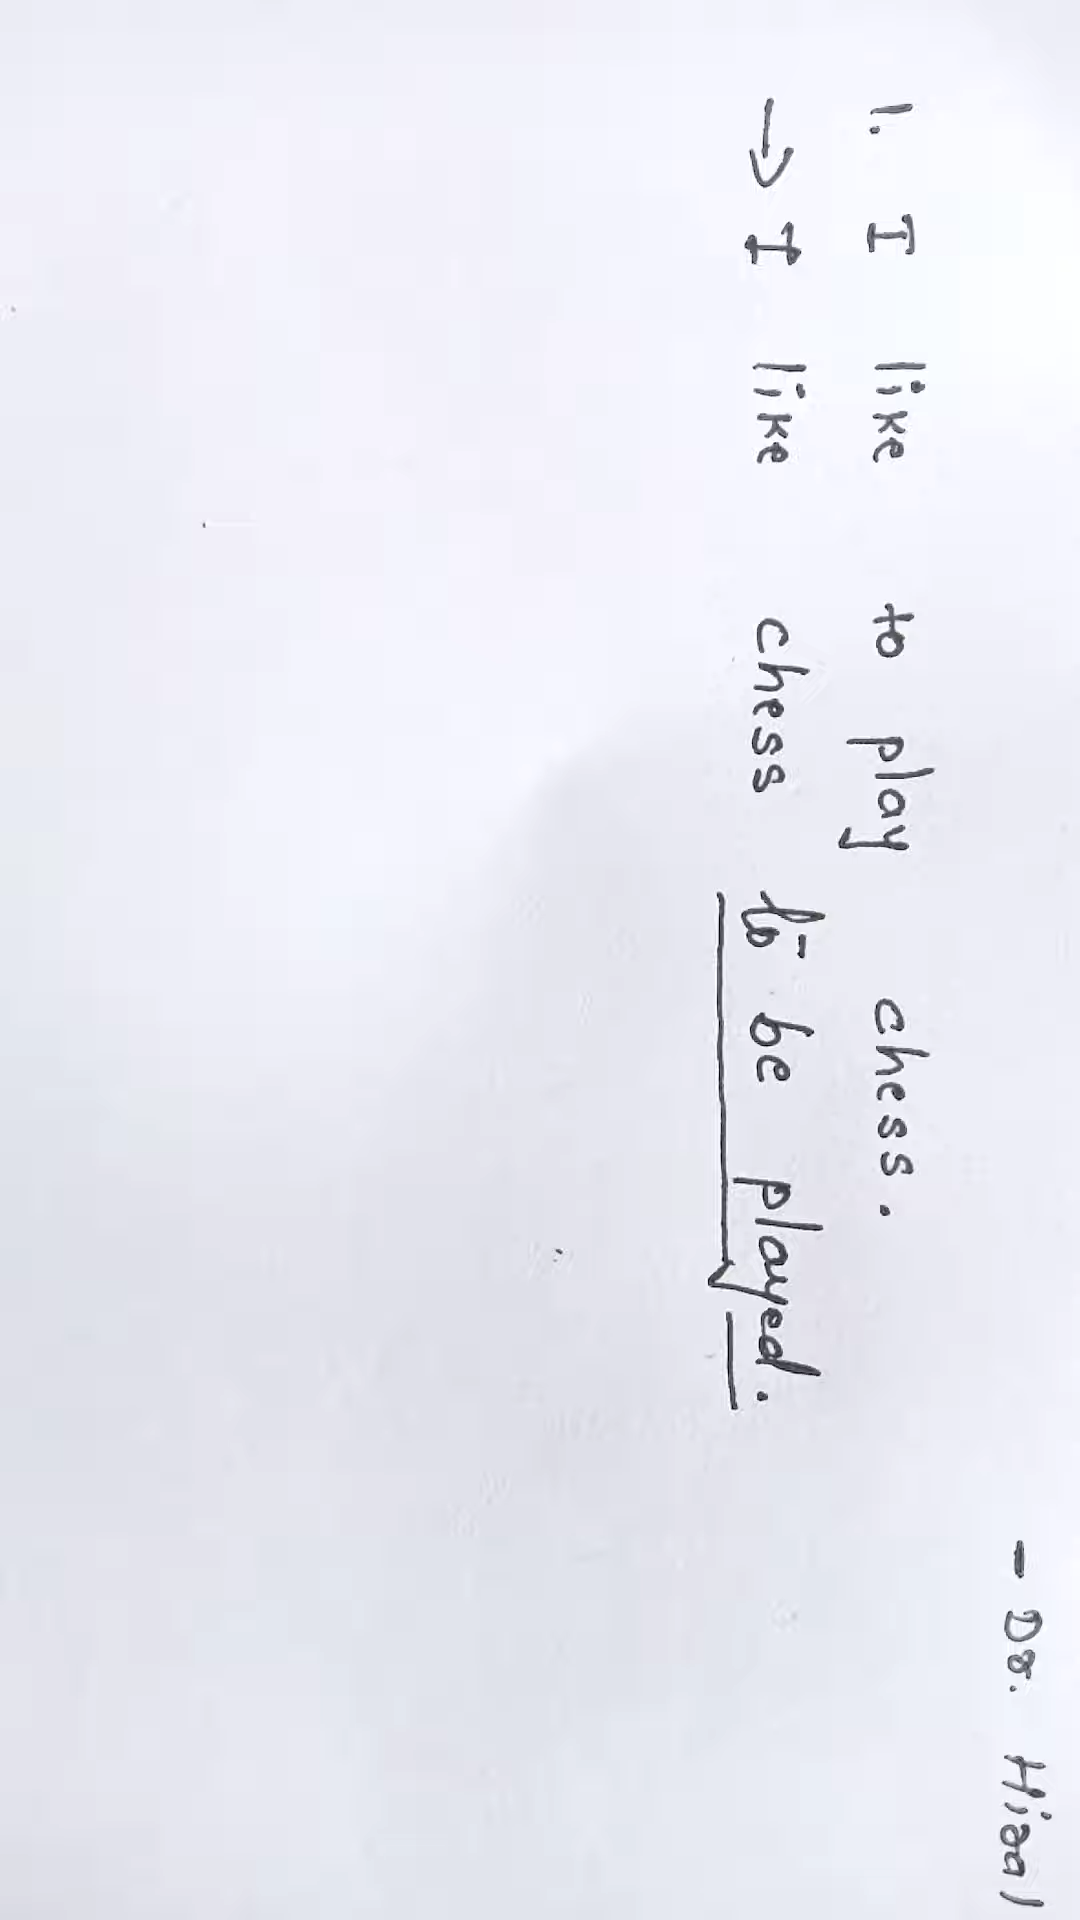 - Dr. Hiral
1. I like to play chess.
→ I like chess to be played.